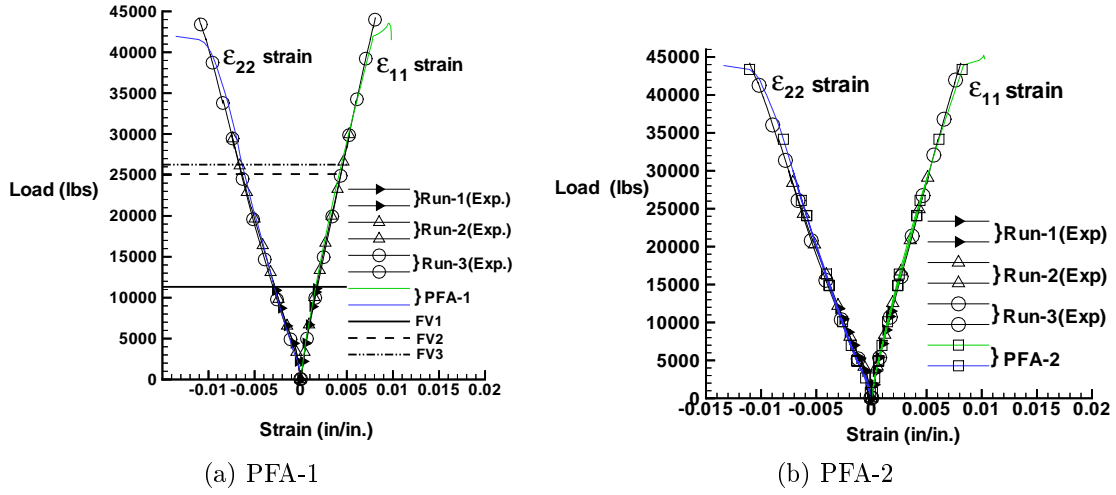 45000
40000
35000
30000
25000
20000
15000
10000
5000
0
Load (lbs)
ε22 strain
ε11 strain
}Run-1(Exp.)
}Run-2(Exp.)
}Run-3(Exp.)
} PFA-1
FV1
FV2
FV3
-0.01 -0.005 0 0.005 0.01 0.015 0.02
Strain (in/in.)
(a) PFA-1
50000
45000
40000
35000
30000
25000
20000
15000
10000
5000
0
Load (lbs)
ε22 strain
ε11 strain
}Run-1(Exp)
}Run-2(Exp)
}Run-3(Exp)
} PFA-2
-0.015 -0.01 -0.005 0 0.005 0.01 0.015 0.02
Strain (in/in.)
(b) PFA-2